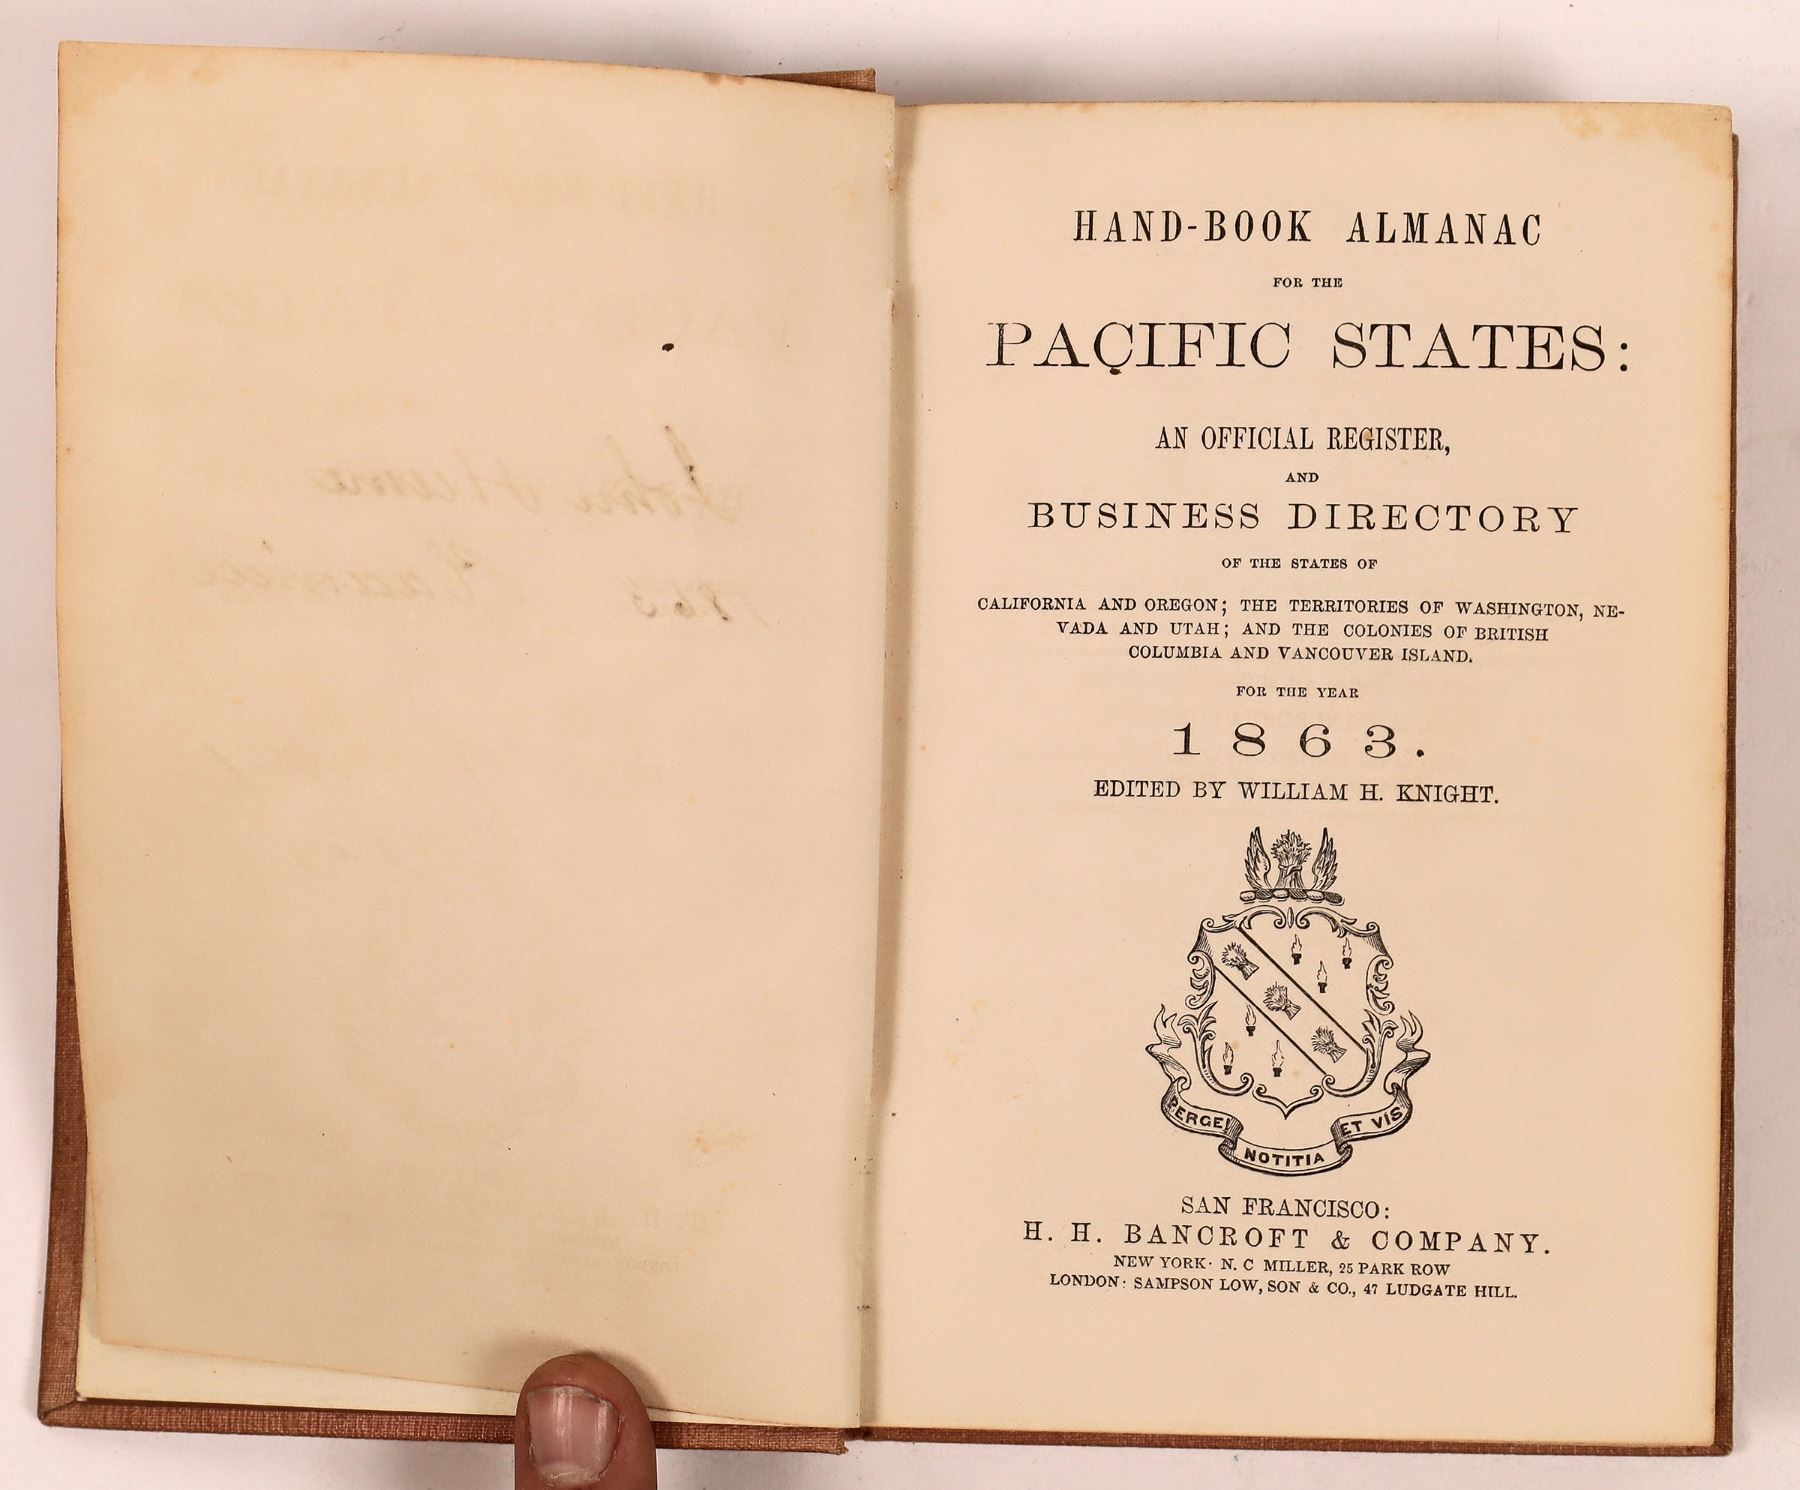 HAND-BOOK ALMANAC
FOR THE
PACIFIC STATES:
AN OFFICIAL REGISTER,
AND
BUSINESS DIRECTORY
OF THE STATES OF
CALIFORNIA AND OREGON; THE TERRITORIES OF WASHINGTON, NE-
VADA AND UTAH; AND THE COLONIES OF BRITISH
COLUMBIA AND VANCOUVER ISLAND.
FOR THE YEAR
1863.
EDITED BY WILLIAM H. KNIGHT.
PERGE!
ET VIS
NOTITIA
SAN FRANCISCO:
H. H. BANCROFT & COMPANY.
NEW YORK· N. C MILLER, 25 PARK ROW
LONDON: SAMPSON LOW, SON & CO., 47 LUDGATE HILL.